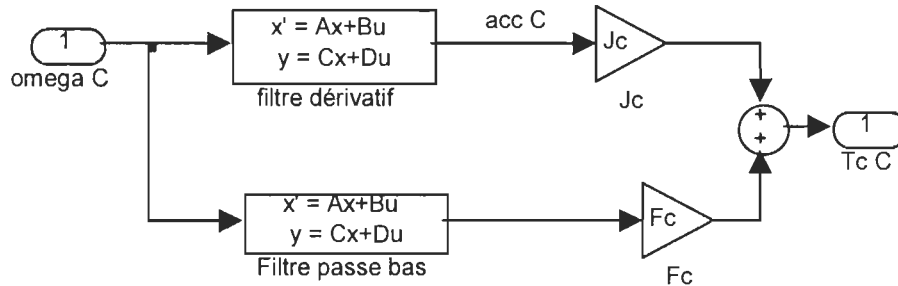 1
omega C
x' = Ax+Bu
y = Cx+Du
filtre dérivatif
acc C
Jc
Jc
+
+
1
Tc C
x' = Ax+Bu
y = Cx+Du
Filtre passe bas
Fc
Fc